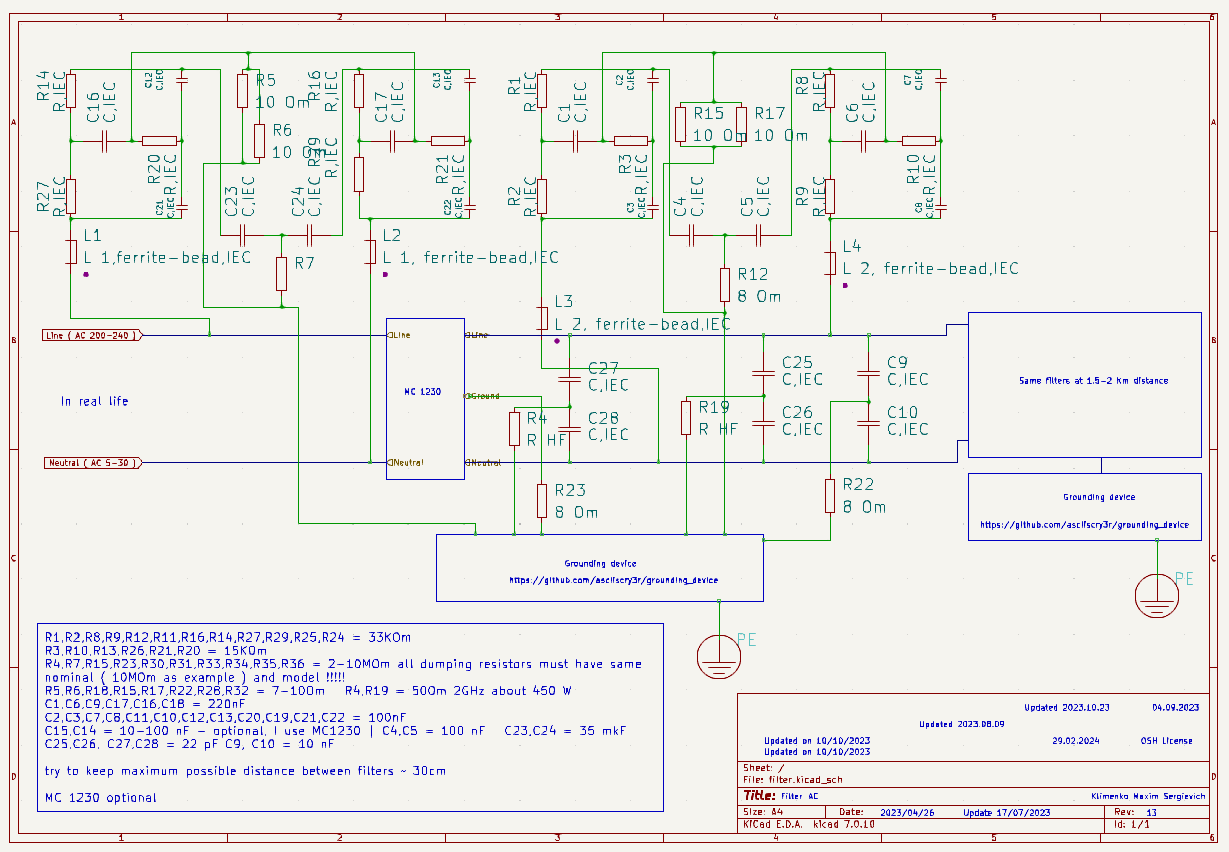 1 2 3 4 5 6
A
B
C
D
R14
R,IEC
C16
C,IEC
C12
C,IEC
R5
10 Om
R6
10 Om
R16
R,IEC
C17
C,IEC
C13
C,IEC
R27
R,IEC
R20
R,IEC
C21
C,IEC
C23
C,IEC
C24
C,IEC
R29
R,IEC
R21
R,IEC
C22
C,IEC
L1
L 1,ferrite-bead,IEC
R7
L2
L 1, ferrite-bead,IEC
R1
R,IEC
C1
C,IEC
C2
C,IEC
R15
10 Om
R17
10 Om
R8
R,IEC
C6
C,IEC
C7
C,IEC
R2
R,IEC
R3
R,IEC
C3
C,IEC
C4
C,IEC
C5
C,IEC
R9
R,IEC
R10
R,IEC
C8
C,IEC
L4
L 2, ferrite-bead,IEC
R12
8 Om
L3
L 2, ferrite-bead,IEC
Line ( AC 200-240 )
Line
Line
In real life
MC 1230
Ground
Neutral ( AC 5-30 )
Neutral
Neutral
C27
C,IEC
C28
C,IEC
R4
R HF
C25
C,IEC
C26
C,IEC
R19
R HF
C9
C,IEC
C10
C,IEC
R23
8 Om
R22
8 Om
Same filters at 1.5-2 Km distance
Grounding device
https://github.com/asciiscry3r/grounding_device
PE
Grounding device
https://github.com/asciiscry3r/grounding_device
PE
R1,R2,R8,R9,R12,R11,R16,R14,R27,R29,R25,R24 = 33KOm
R3,R10,R13,R26,R21,R20 = 15KOm
R4,R7,R15,R23,R30,R31,R33,R34,R35,R36 = 2-10MOm all dumping resistors must have same
nominal ( 10MOm as example ) and model !!!!!
R5,R6,R18,R15,R17,R22,R28,R32 = 7-10Om R4,R19 = 50Om 2GHz about 450 W
C1,C6,C9,C17,C16,C18 = 220nF
C2,C3,C7,C8,C11,C10,C12,C13,C20,C19,C21,C22 = 100nF
C15,C14 = 10-100 nF - optional, I use MC1230 | C4,C5 = 100 nF C23,C24 = 35 mkF
C25,C26, C27,C28 = 22 pF C9, C10 = 10 nF
try to keep maximum possible distance between filters ~ 30cm
MC 1230 optional
Updated 2023.10.23 04.09.2023
Updated 2023.08.09
Updated on 10/10/2023 29.02.2024 OSH License
Updated on 10/10/2023
Sheet: /
File: filter.kicad_sch
Title: Filter AC Klimenko Maxim Sergievich
Size: A4 Date: 2023/04/26 Update 17/07/2023 Rev: 13
KiCad E.D.A. kicad 7.0.10 Id: 1/1
1 2 3 4 5 6